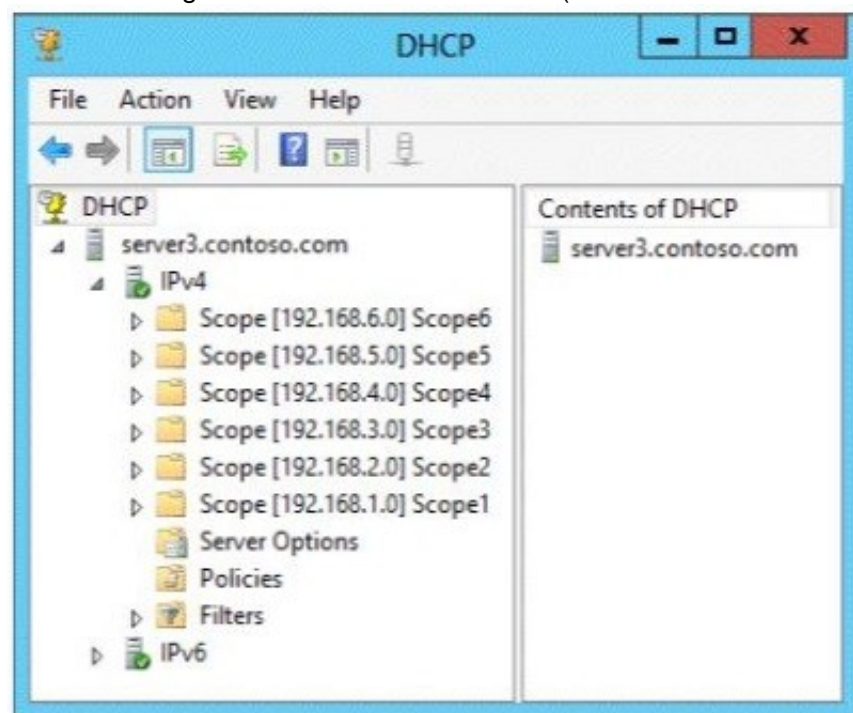 DHCP
File Action View Help
DHCP
server3.contoso.com
IPv4
Scope [192.168.6.0] Scope6
Scope [192.168.5.0] Scope5
Scope [192.168.4.0] Scope4
Scope [192.168.3.0] Scope3
Scope [192.168.2.0] Scope2
Scope [192.168.1.0] Scope1
Server Options
Policies
Filters
IPv6
Contents of DHCP
server3.contoso.com